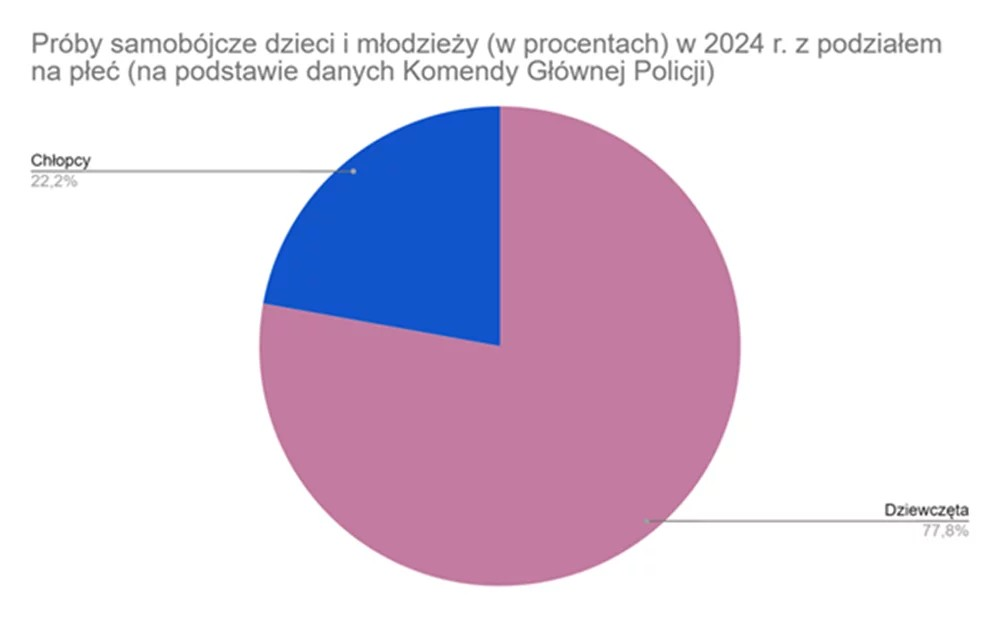 Próby samobójcze dzieci i młodzieży (w procentach) w 2024 r. z podziałem
na płeć (na podstawie danych Komendy Głównej Policji)
Chłopcy
22,2%
Dziewczęta
77,8%